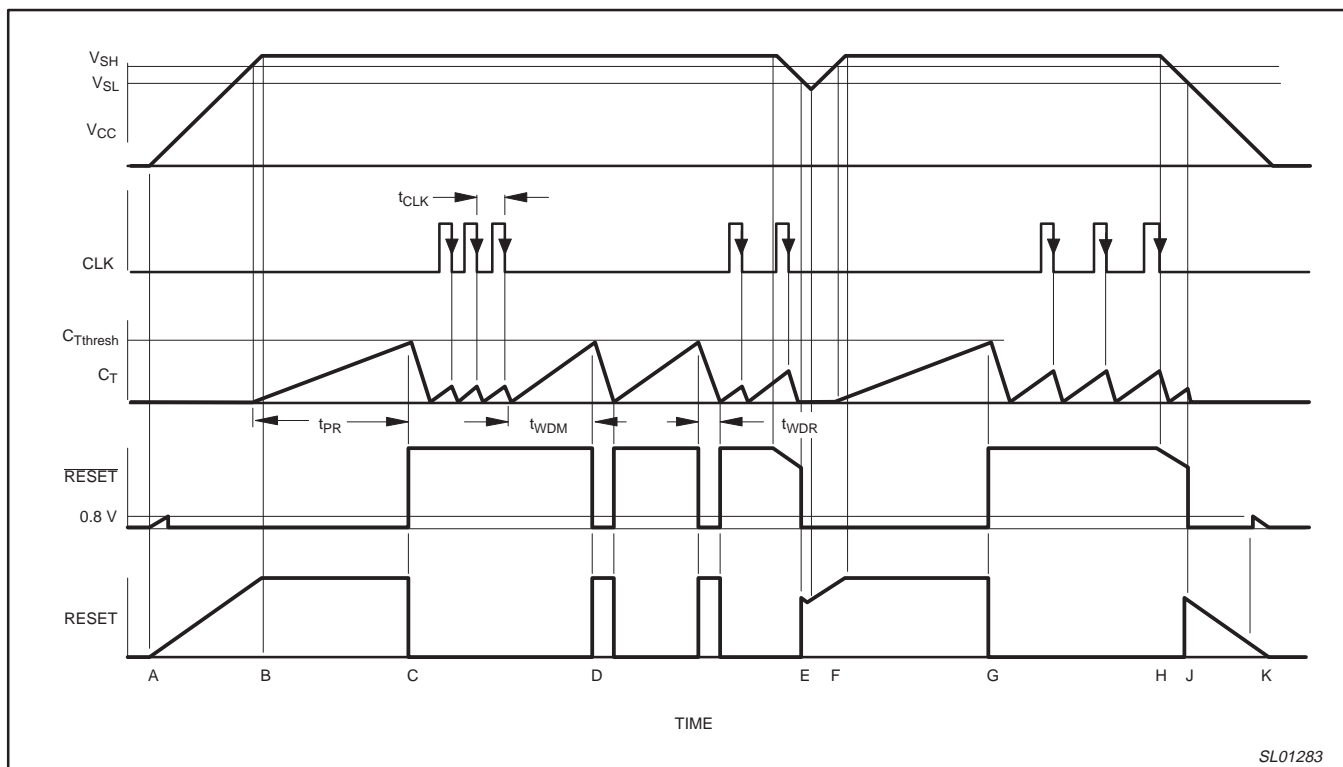 VSH
VSL
VCC
tCLK
CLK
CTthresh
CT
tPR
tWDM
tWDR
RESET
0.8 V
RESET
A B C D E F G H J K
TIME
SL01283